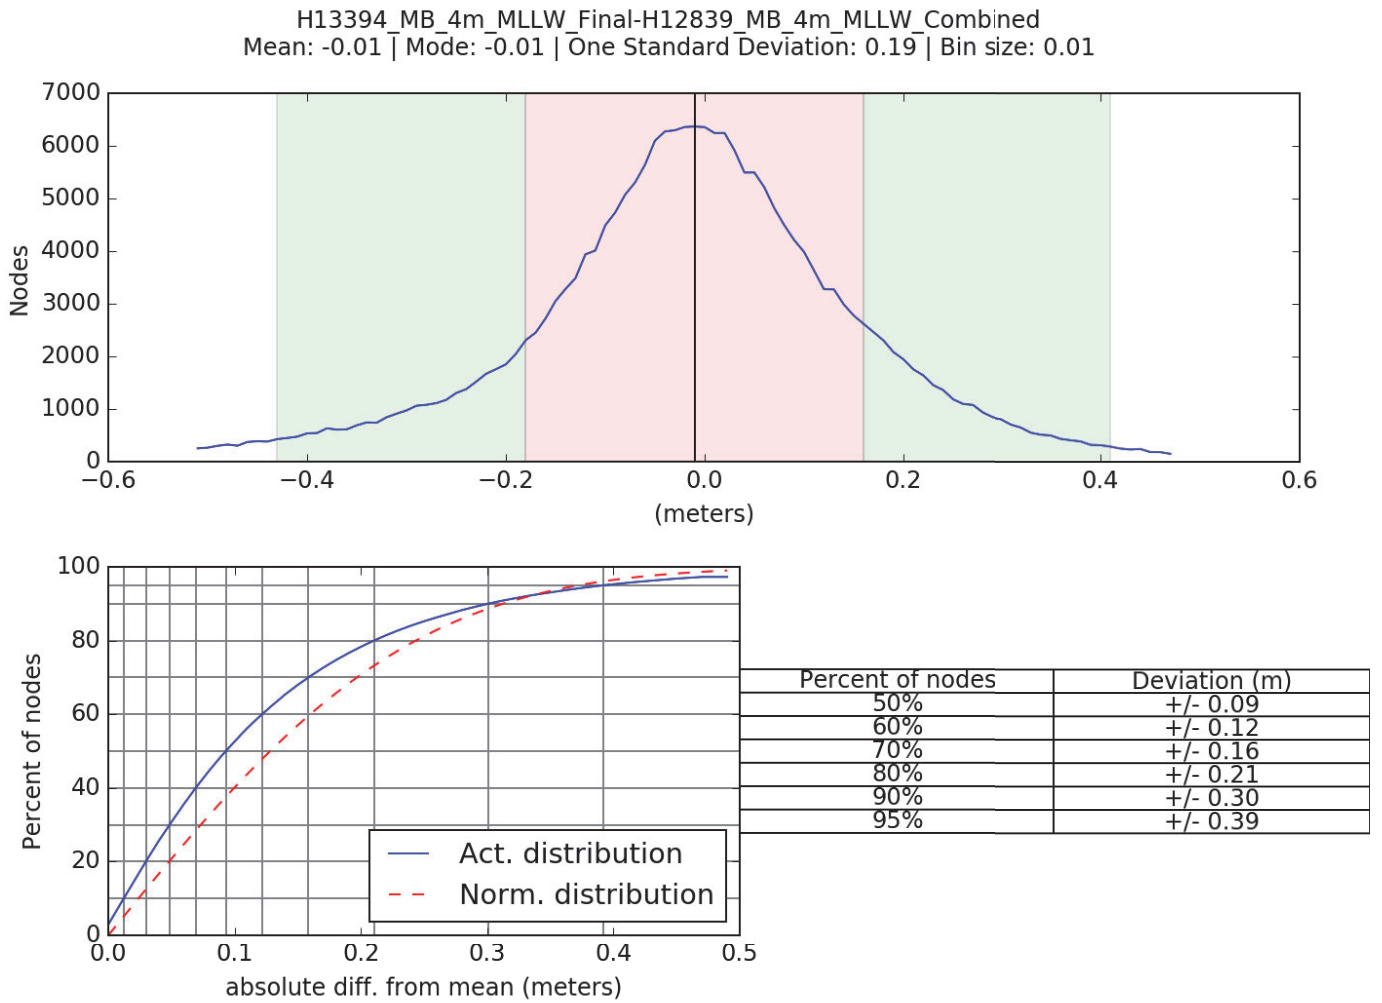 H13394_MB_4m_MLLW_Final-H12839_MB_4m_MLLW_Combined
Mean: -0.01 | Mode: -0.01 | One Standard Deviation: 0.19 | Bin size: 0.01
7000
6000
5000
4000
3000
2000
1000
0
Nodes
−0.6 −0.4 −0.2 0.0 0.2 0.4 0.6
(meters)
100
80
60
40
20
0
Percent of nodes
0.0 0.1 0.2 0.3 0.4 0.5
absolute diff. from mean (meters)
Act. distribution
Norm. distribution
Percent of nodes Deviation (m)
50% +/- 0.09
60% +/- 0.12
70% +/- 0.16
80% +/- 0.21
90% +/- 0.30
95% +/- 0.39